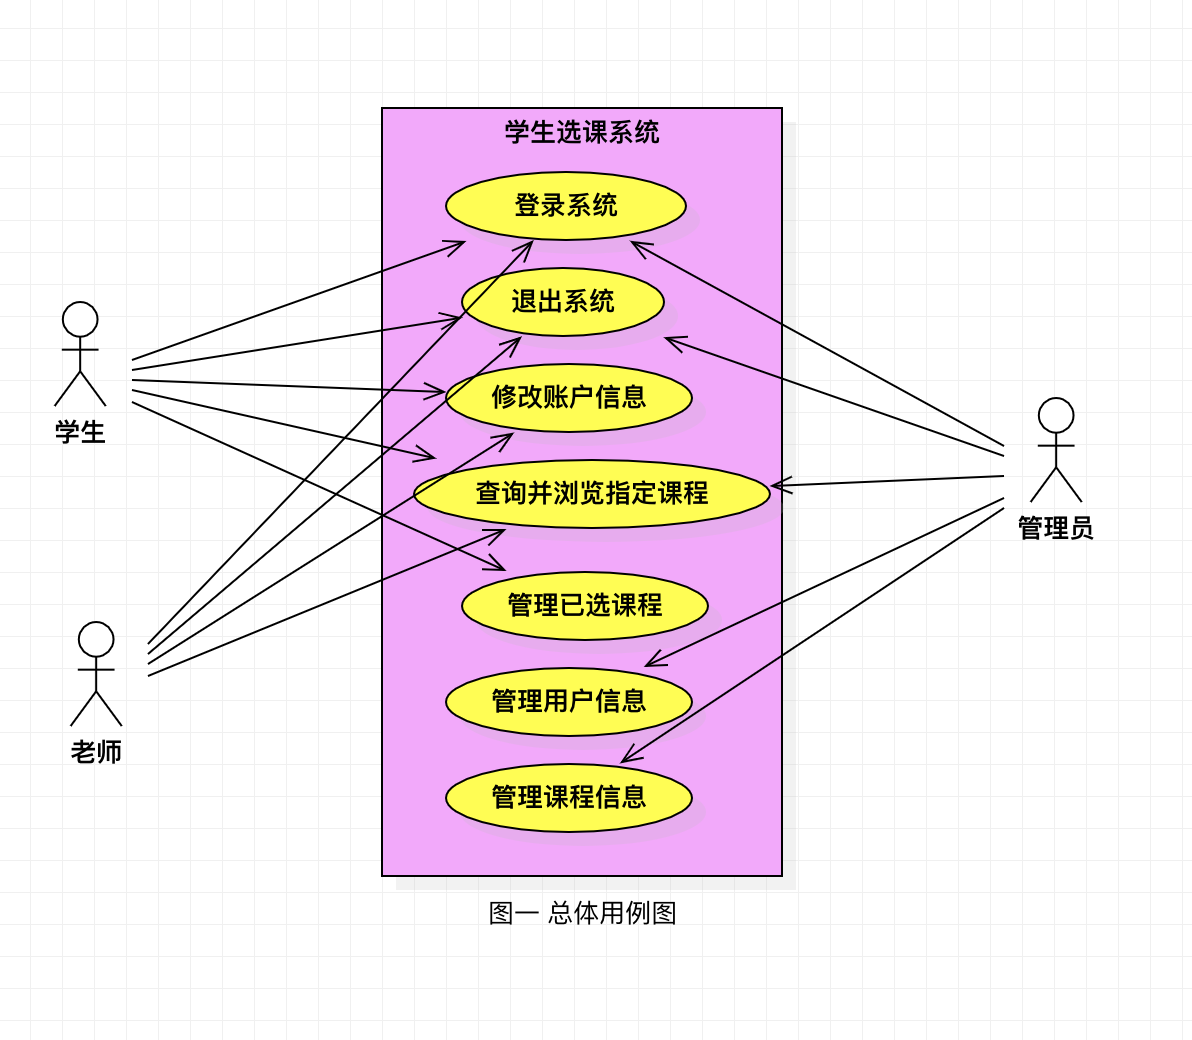 学生选课系统
登录系统
退出系统
修改账户信息
学生
查询并浏览指定课程
管理员
管理已选课程
管理用户信息
老师
管理课程信息
图一 总体用例图